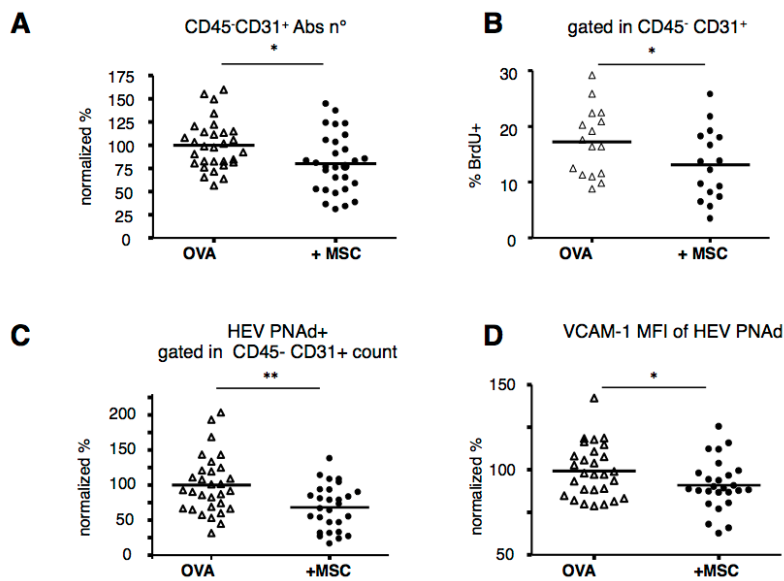 A
CD45-CD31+ Abs n°
*
normalized %
175
150
125
100
75
50
25
0
OVA
+ MSC
B
gated in CD45- CD31+
*
% BrdU+
30
20
10
0
OVA
+ MSC
C
HEV PNAd+
gated in CD45- CD31+ count
**
normalized %
200
150
100
50
0
OVA
+MSC
D
VCAM-1 MFI of HEV PNAd
*
normalized %
150
100
50
OVA
+MSC